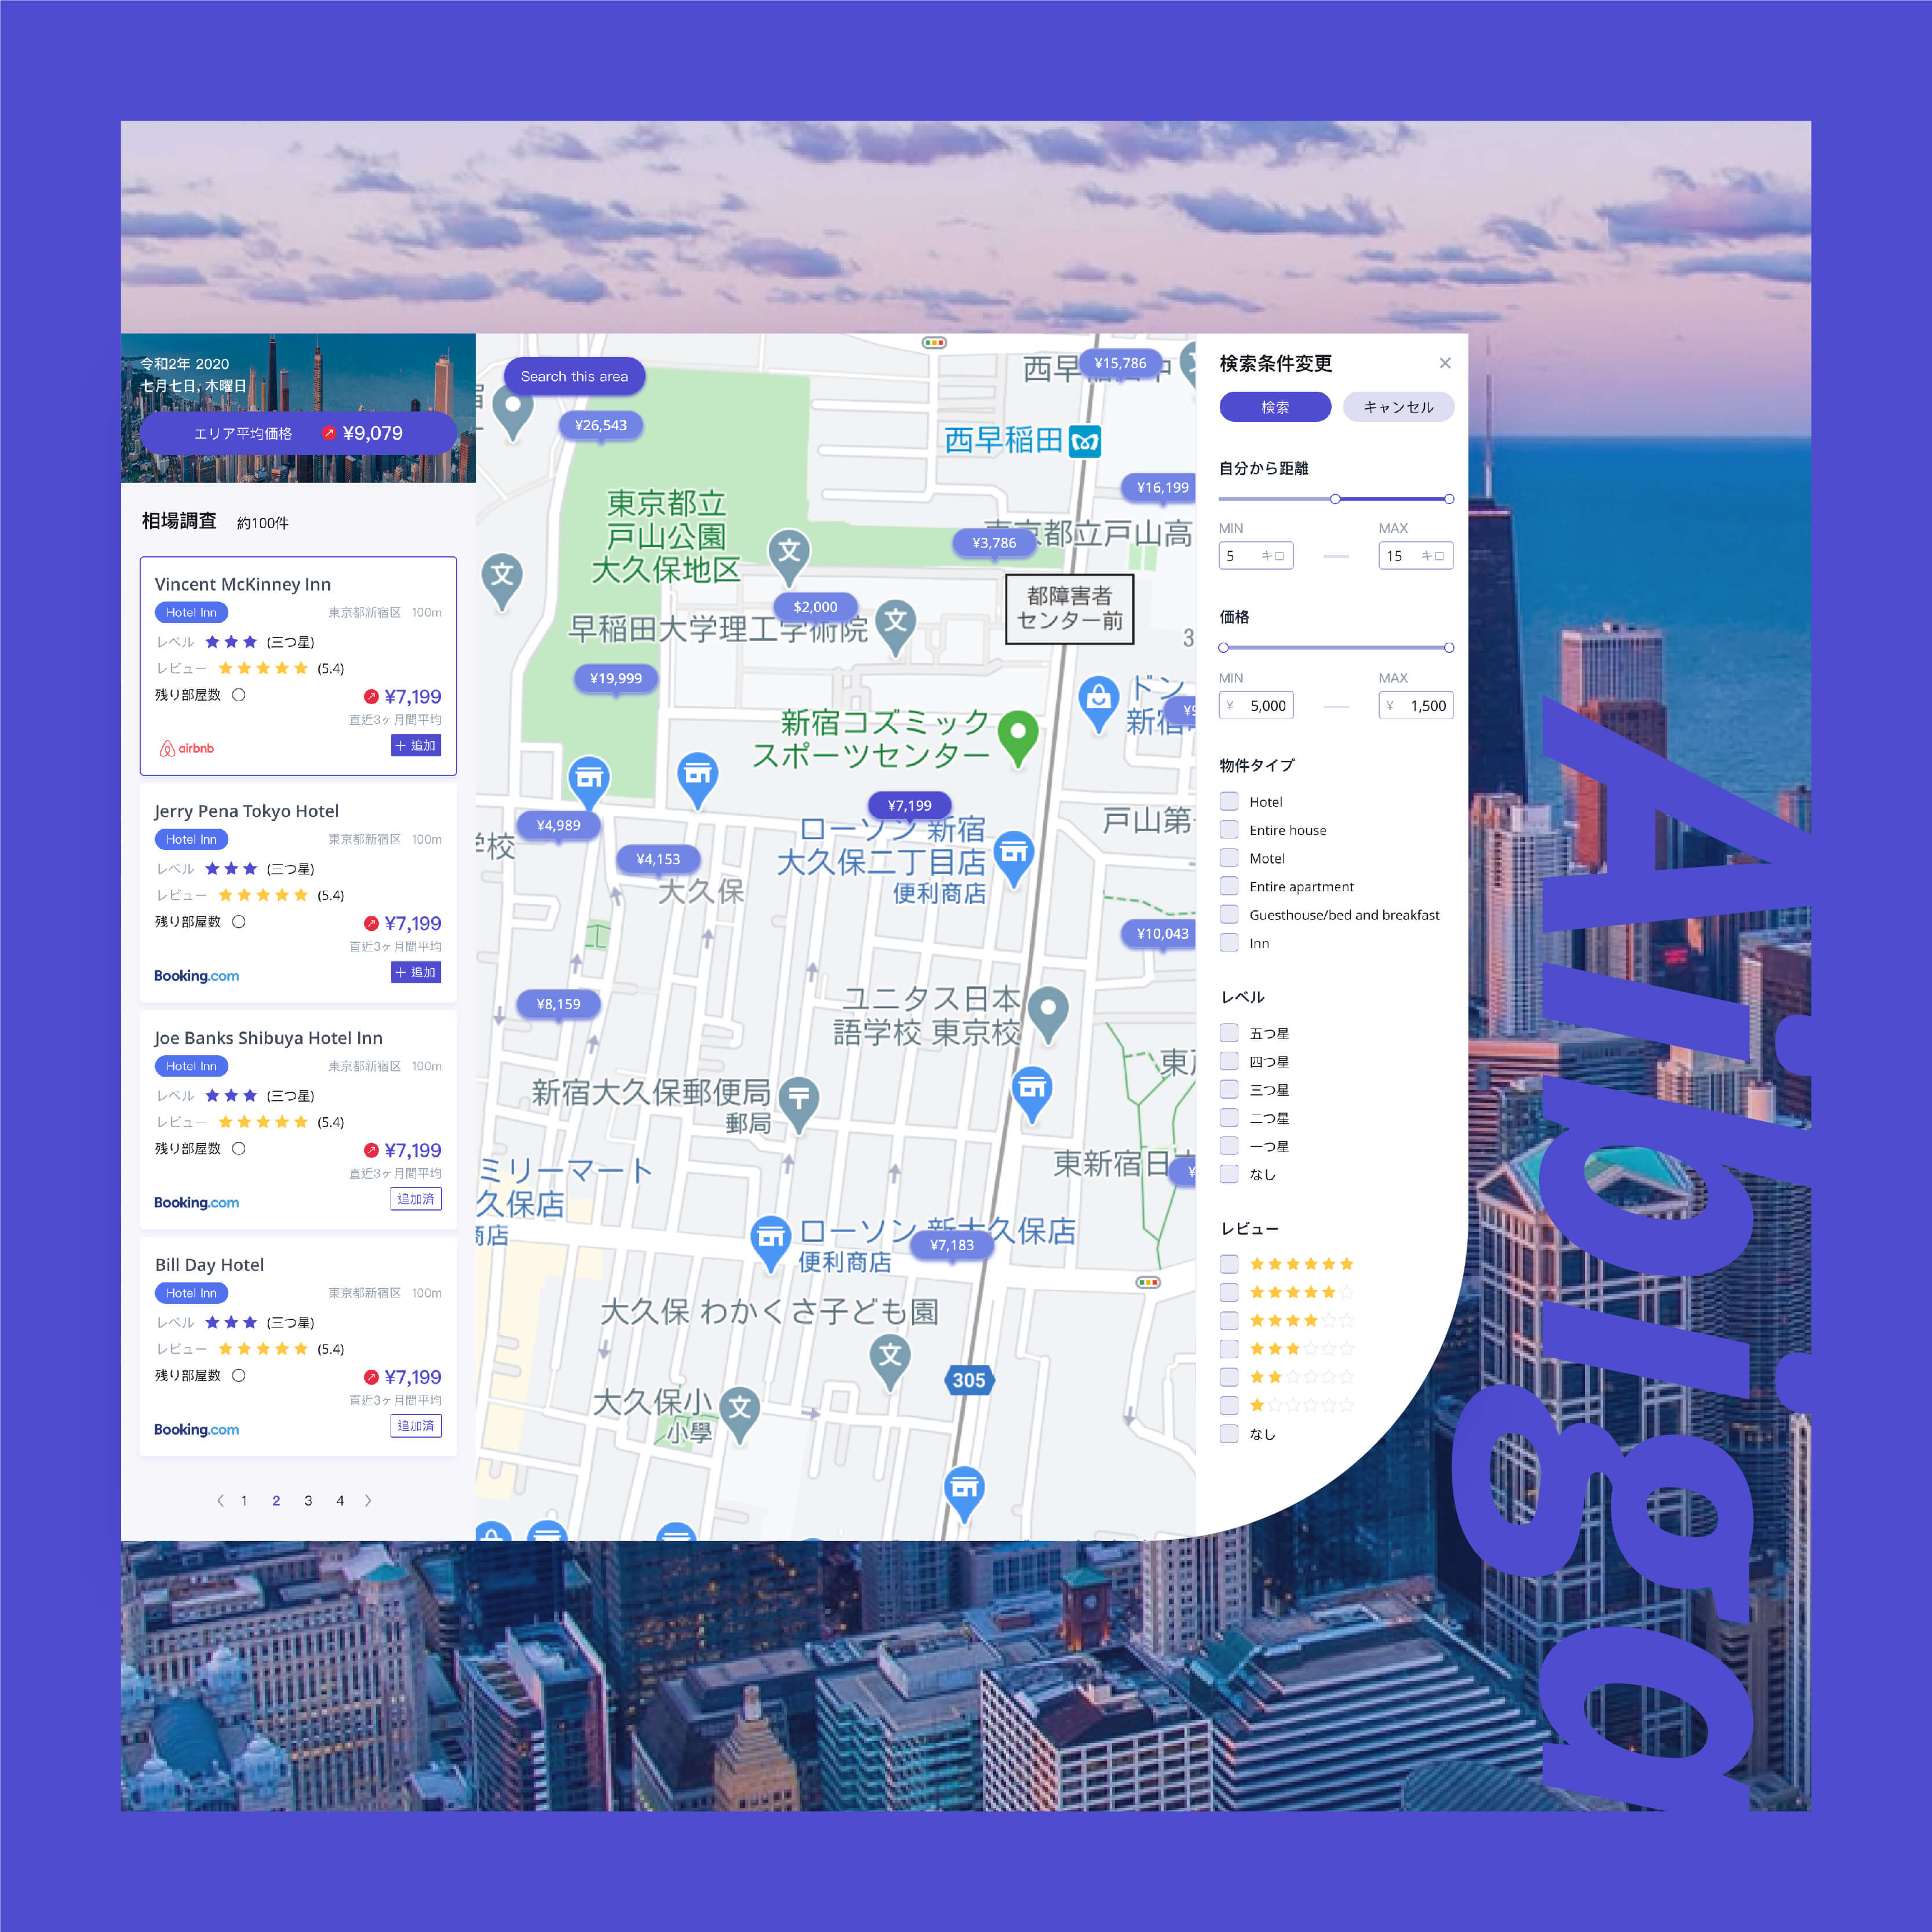 令和2年 2020
七月七日, 木曜日
エリア平均価格 ¥9,079
相場調査 約100件
Vincent McKinney Inn
Hotel Inn 東京都新宿区 100m
レベル (三つ星)
レビュー (5.4)
残り部屋数 ¥7,199
直近3ヶ月間平均
airbnb + 追加
Jerry Pena Tokyo Hotel
Hotel Inn 東京都新宿区 100m
レベル (三つ星)
レビュー (5.4)
残り部屋数 ¥7,199
直近3ヶ月間平均
Booking.com + 追加
Joe Banks Shibuya Hotel Inn
Hotel Inn 東京都新宿区 100m
レベル (三つ星)
レビュー (5.4)
残り部屋数 ¥7,199
直近3ヶ月間平均
Booking.com 追加済
Bill Day Hotel
Hotel Inn 東京都新宿区 100m
レベル (三つ星)
レビュー (5.4)
残り部屋数 ¥7,199
直近3ヶ月間平均
Booking.com 追加済
1 2 3 4
Search this area
¥15,786
¥26,543
西早稲田
¥16,199
東京都立
戸山公園
大久保地区
文
文
東京都立戸山高
¥3,786
都障害者
センター前
$2,000
早稲田大学理工学術院
文
3
¥19,999
ドン
新宿
新宿コズミック
スポーツセンター
¥7,199
ローソン 新宿
大久保二丁目店
便利商店
戸山第
¥4,989
学校
¥4,153
大久保
¥10,043
¥8,159
ユニタス日本
語学校 東京校
新宿大久保郵便局
郵局
東新宿日
ミリーマート
久保店
商店
ローソン 新大久保店
便利商店
¥7,183
大久保 わかくさ子ども園
文
305
大久保小
小學
文
検索条件変更
検索 キャンセル
自分から距離
MIN MAX
5 キロ 15 キロ
価格
MIN MAX
¥ 5,000 ¥ 1,500
物件タイプ
Hotel
Entire house
Motel
Entire apartment
Guesthouse/bed and breakfast
Inn
レベル
五つ星
四つ星
三つ星
二つ星
一つ星
なし
レビュー
なし